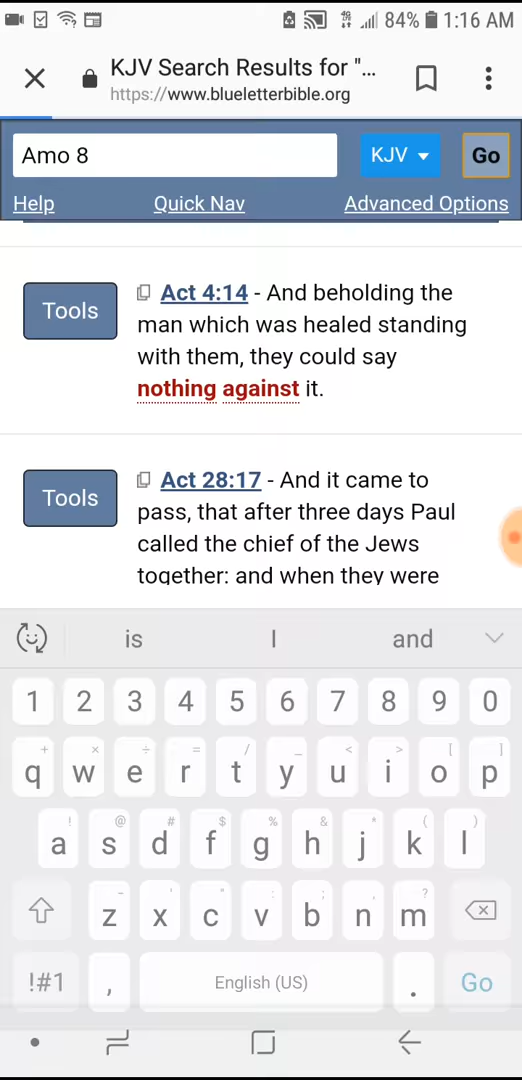 84% 1:16 AM
KJV Search Results for "...
https://www.blueletterbible.org
Amo 8 KJV Go
Help Quick Nav Advanced Options
Tools
Act 4:14 - And beholding the
man which was healed standing
with them, they could say
nothing against it.
Tools
Act 28:17 - And it came to
pass, that after three days Paul
called the chief of the Jews
together: and when they were
is I and
1 2 3 4 5 6 7 8 9 0
+ × ÷ = / _ < > [ ]
q w e r t y u i o p
! @ # $ % & * ( )
a s d f g h j k l
- ' " : ; , ?
z x c v b n m
!#1 , English (US) . Go